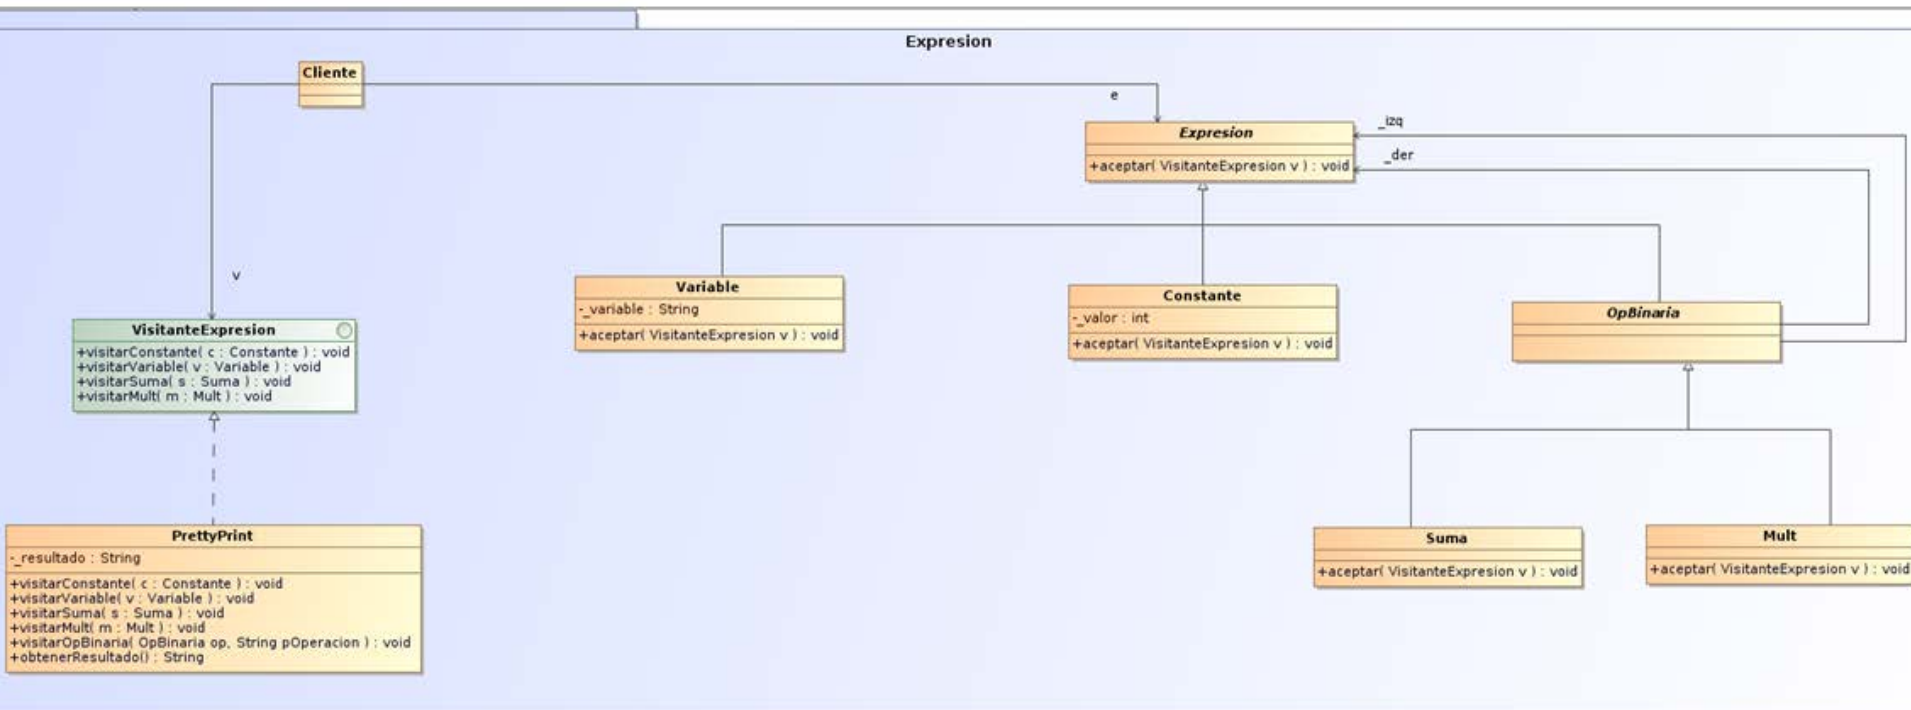 Expresion
Cliente
e
Expresion
+aceptar( VisitanteExpresion v ) : void
_izq
_der
v
Variable
-_variable : String
+aceptar( VisitanteExpresion v ) : void
Constante
-_valor : int
+aceptar( VisitanteExpresion v ) : void
OpBinaria
VisitanteExpresion
+visitarConstante( c : Constante ) : void
+visitarVariable( v : Variable ) : void
+visitarSuma( s : Suma ) : void
+visitarMult( m : Mult ) : void
PrettyPrint
-_resultado : String
+visitarConstante( c : Constante ) : void
+visitarVariable( v : Variable ) : void
+visitarSuma( s : Suma ) : void
+visitarMult( m : Mult ) : void
+visitarOpBinaria( OpBinaria op, String pOperacion ) : void
+obtenerResultado() : String
Suma
+aceptar( VisitanteExpresion v ) : void
Mult
+aceptar( VisitanteExpresion v ) : void